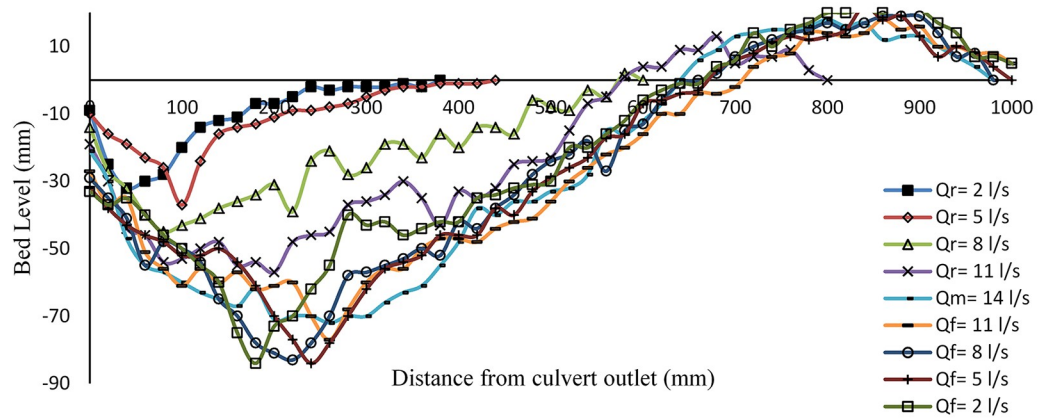 10
-10
-30
-50
-70
-90
100
200
300
400
500
600
700
800
900
1000
Bed Level (mm)
Distance from culvert outlet (mm)
Qr= 2 l/s
Qr= 5 l/s
Qr= 8 l/s
Qr= 11 l/s
Qm= 14 l/s
Qf= 11 l/s
Qf= 8 l/s
Qf= 5 l/s
Qf= 2 l/s